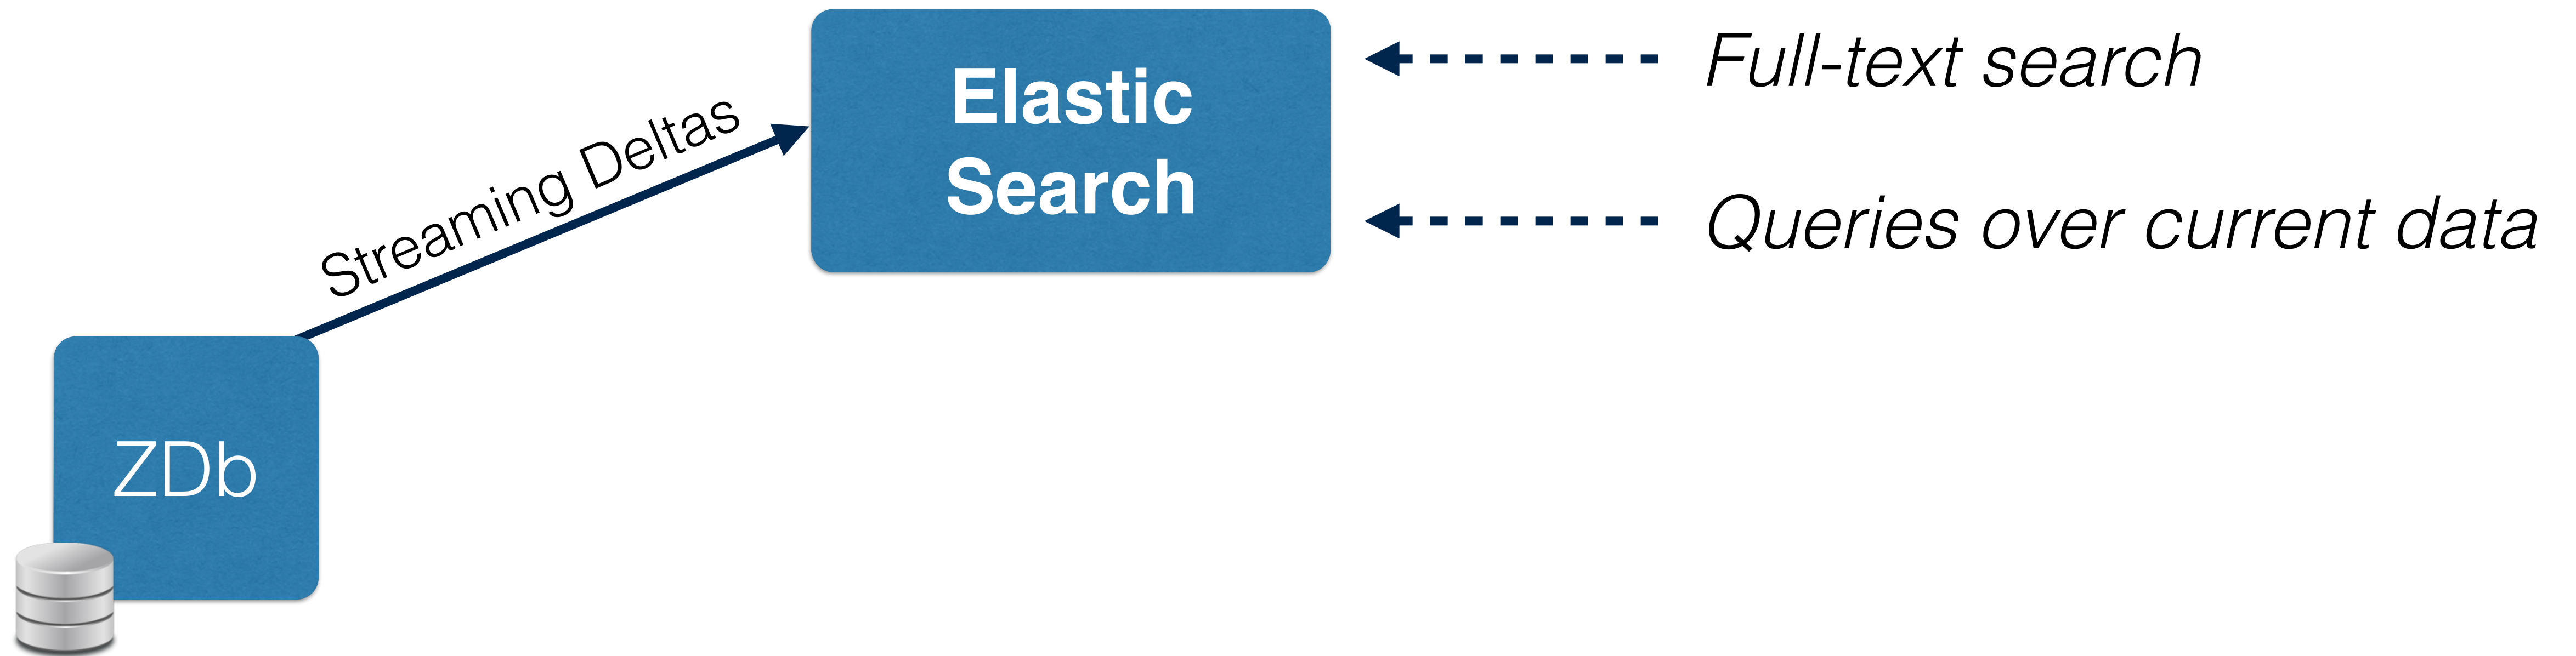 Elastic
Search
Full-text search
Queries over current data
Streaming Deltas
ZDb